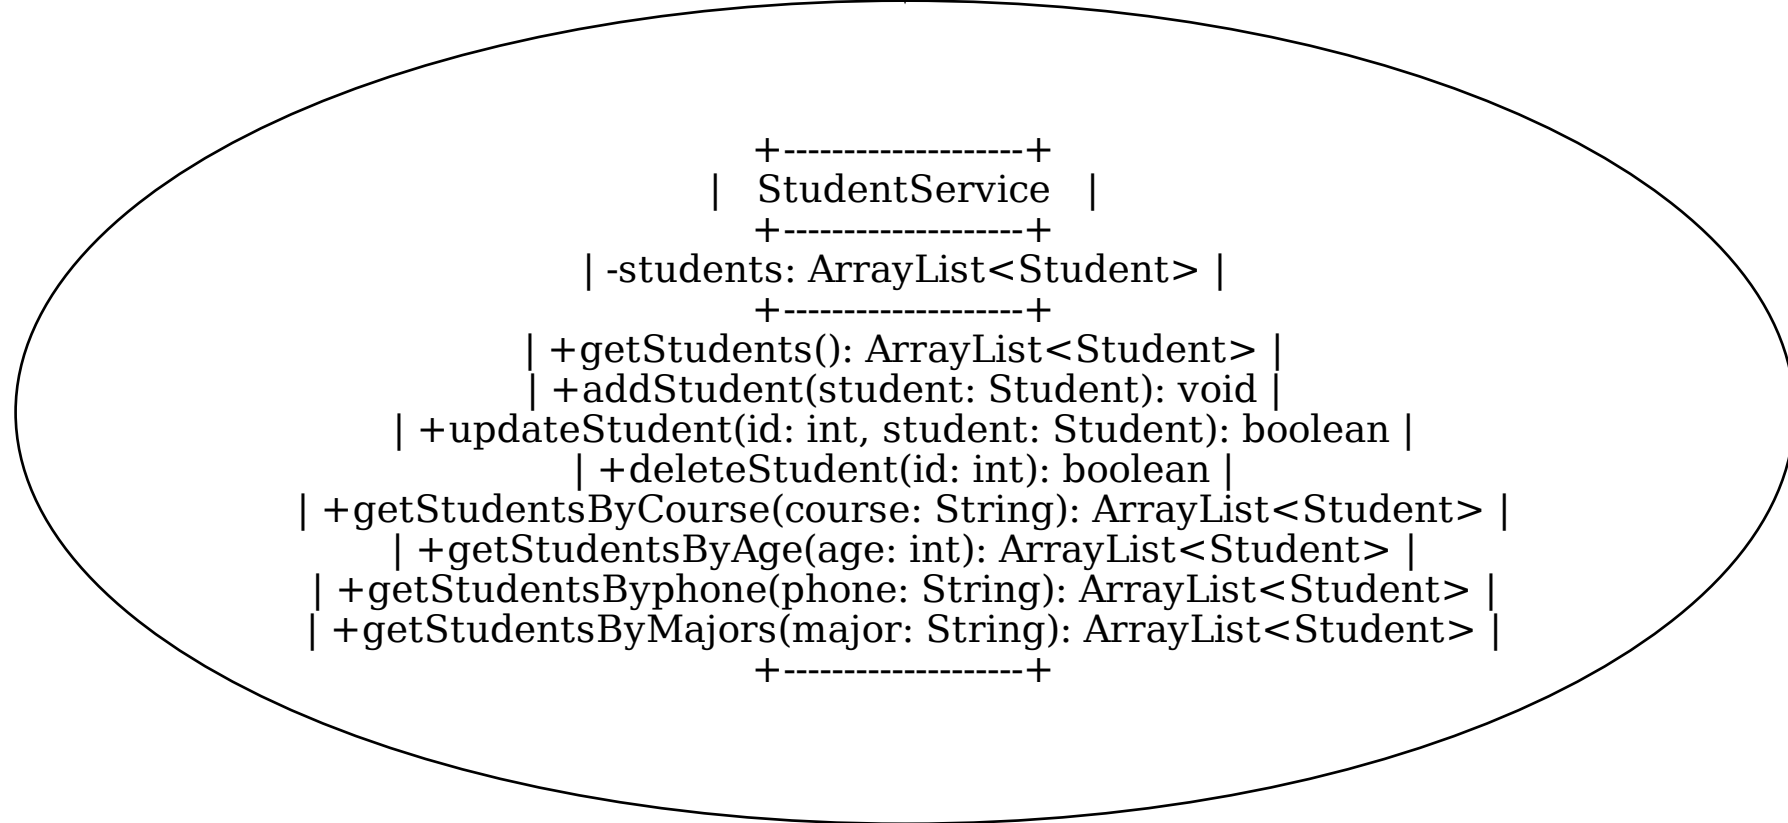 +--------------------+
|   StudentService   |
+--------------------+
| -students: ArrayList<Student> |
+--------------------+
| +getStudents(): ArrayList<Student> |
| +addStudent(student: Student): void |
| +updateStudent(id: int, student: Student): boolean |
| +deleteStudent(id: int): boolean |
| +getStudentsByCourse(course: String): ArrayList<Student> |
| +getStudentsByAge(age: int): ArrayList<Student> |
| +getStudentsByphone(phone: String): ArrayList<Student> |
| +getStudentsByMajors(major: String): ArrayList<Student> |
+--------------------+